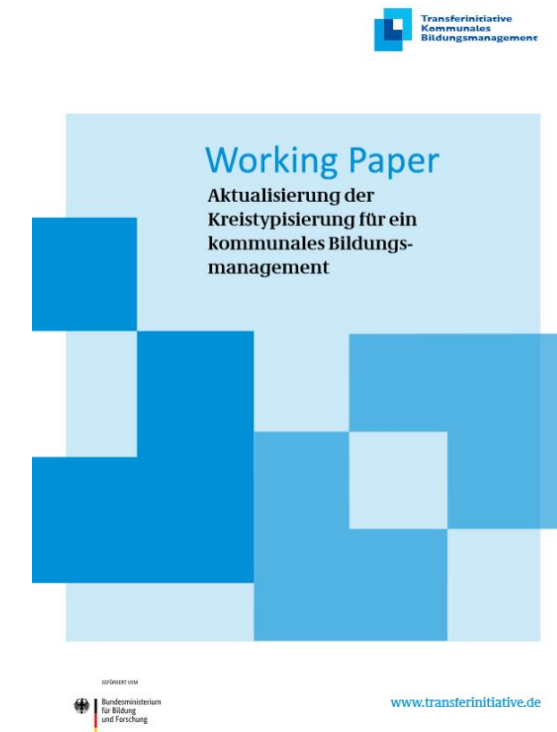 Transferinitiative
Kommunales
Bildungsmanagement
Working Paper
Aktualisierung der
Kreistypisierung für ein
kommunales Bildungs-
management
GEFÖRDERT VOM
Bundesministerium
für Bildung
und Forschung
www.transferinitiative.de